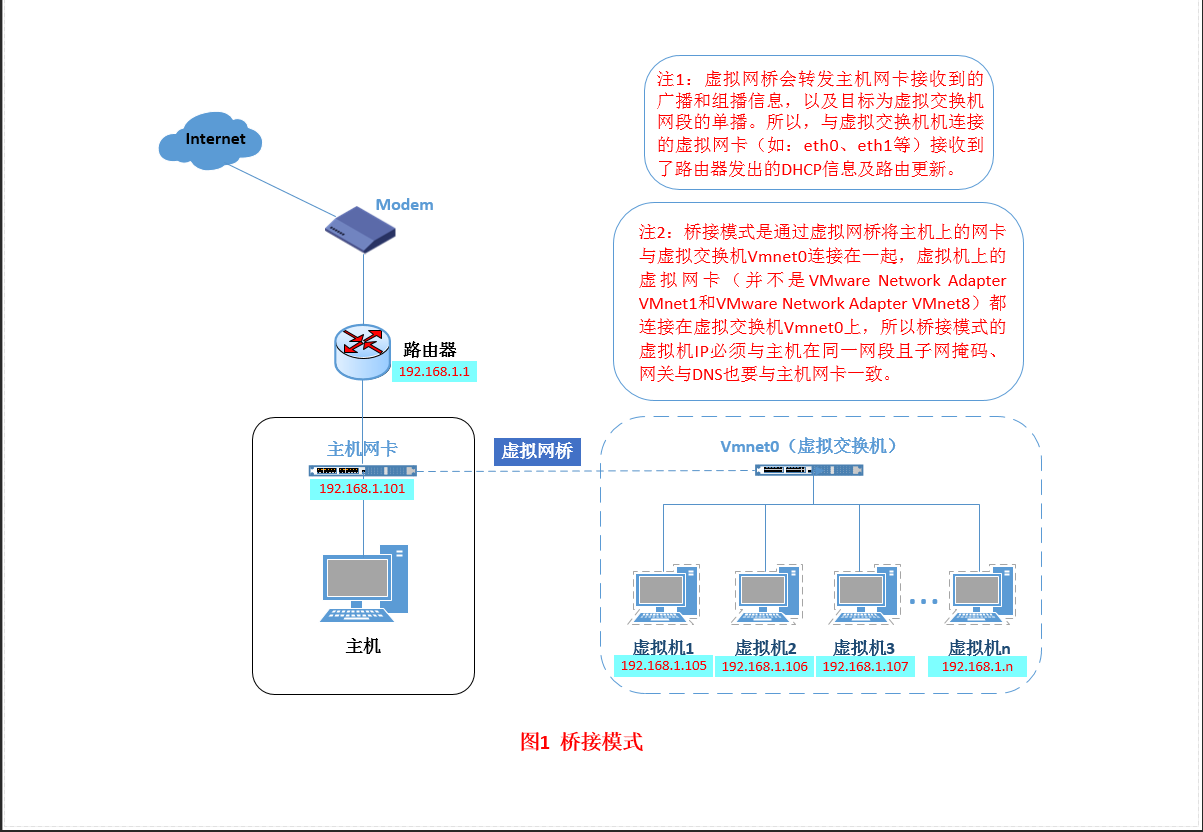 Internet
Modem
路由器
192.168.1.1
注1：虚拟网桥会转发主机网卡接收到的
广播和组播信息，以及目标为虚拟交换机
网段的单播。所以，与虚拟交换机机连接
的虚拟网卡（如：eth0、eth1等）接收到
了路由器发出的DHCP信息及路由更新。
注2：桥接模式是通过虚拟网桥将主机上的网卡
与虚拟交换机Vmnet0连接在一起，虚拟机上的
虚拟网卡（并不是VMware Network Adapter
VMnet1和VMware Network Adapter VMnet8）都
连接在虚拟交换机Vmnet0上，所以桥接模式的
虚拟机IP必须与主机在同一网段且子网掩码、
网关与DNS也要与主机网卡一致。
主机网卡
192.168.1.101
主机
虚拟网桥
Vmnet0（虚拟交换机）
虚拟机1
192.168.1.105
虚拟机2
192.168.1.106
虚拟机3
192.168.1.107
虚拟机n
192.168.1.n
图1 桥接模式